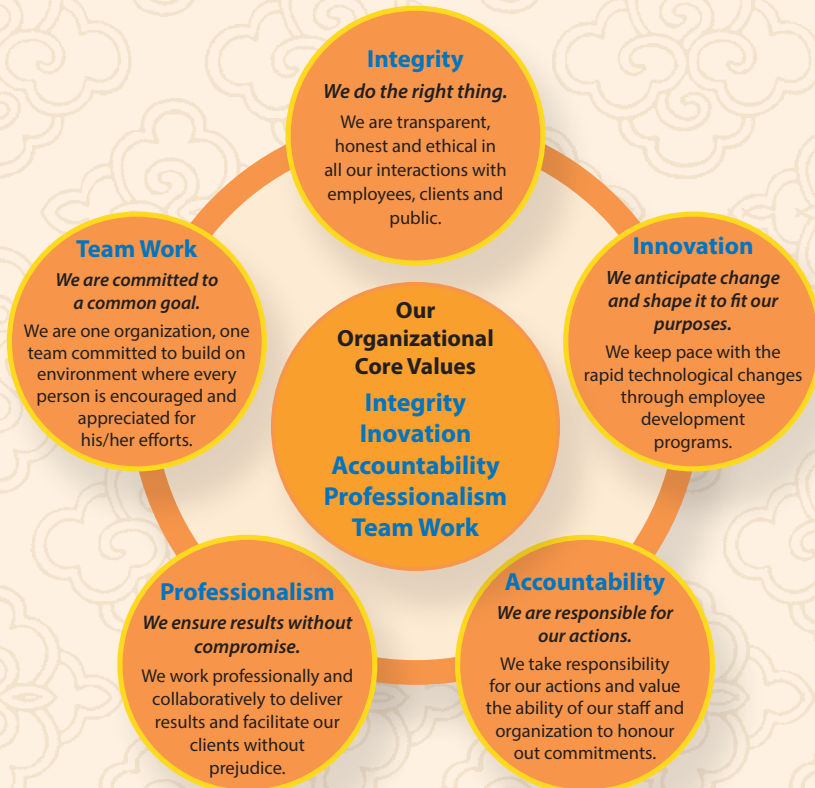 Integrity
We do the right thing.
We are transparent,
honest and ethical in
all our interactions with
employees, clients and
public.
Team Work
We are committed to
a common goal.
We are one organization, one
team committed to build on
environment where every
person is encouraged and
appreciated for
his/her efforts.
Innovation
We anticipate change
and shape it to fit our
purposes.
We keep pace with the
rapid technological changes
through employee
development
programs.
Our
Organizational
Core Values
Integrity
Inovation
Accountability
Professionalism
Team Work
Professionalism
We ensure results without
compromise.
We work professionally and
collaboratively to deliver
results and facilitate our
clients without
prejudice.
Accountability
We are responsible for
our actions.
We take responsibility
for our actions and value
the ability of our staff and
organization to honour
out commitments.